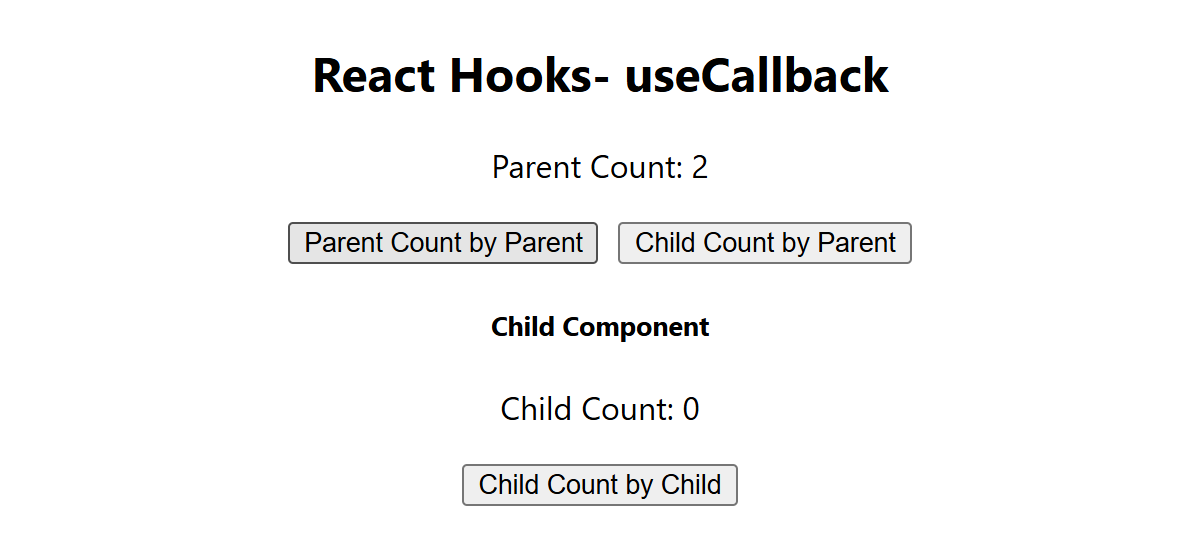 React Hooks- useCallback
Parent Count: 2
Parent Count by Parent Child Count by Parent
Child Component
Child Count: 0
Child Count by Child